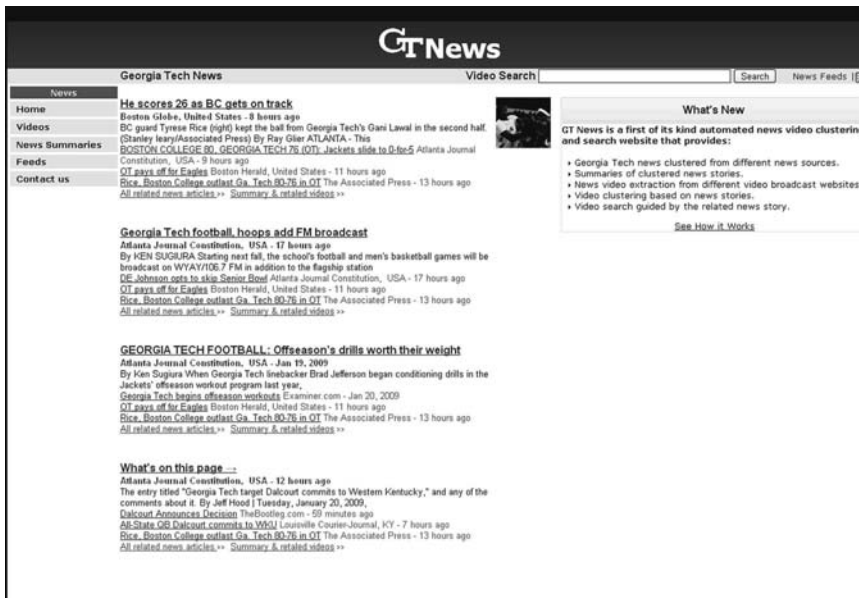 GTNews
Georgia Tech News
Video Search
Search
News Feeds |
News
Home
Videos
News Summaries
Feeds
Contact us
He scores 26 as BC gets on track
Boston Globe, United States - 8 hours ago
BC guard Tyrese Rice (right) kept the ball from Georgia Tech's Gani Lawal in the second half.
(Stanley leary/Associated Press) By Ray Glier ATLANTA - This
BOSTON COLLEGE 80, GEORGIA TECH 76 (OT): Jackets slide to 0-for-5 Atlanta Journal
Constitution, USA - 9 hours ago
OT pays off for Eagles Boston Herald, United States - 11 hours ago
Rice, Boston College outlast Ga. Tech 80-76 in OT The Associated Press - 13 hours ago
All related news articles >> Summary & retaled videos >>
Georgia Tech football, hoops add FM broadcast
Atlanta Journal Constitution, USA - 17 hours ago
By KEN SUGIURA Starting next fall, the school's football and men's basketball games will be
broadcast on WYAY/106.7 FM in addition to the flagship station
DE Johnson opts to skip Senior Bowl Atlanta Journal Constitution, USA - 17 hours ago
OT pays off for Eagles Boston Herald, United States - 11 hours ago
Rice, Boston College outlast Ga. Tech 80-76 in OT The Associated Press - 13 hours ago
All related news articles >> Summary & retaled videos >>
GEORGIA TECH FOOTBALL: Offseason's drills worth their weight
Atlanta Journal Constitution, USA - Jan 19, 2009
By Ken Sugiura When Georgia Tech linebacker Brad Jefferson began conditioning drills in the
Jackets' offseason workout program last year,
Georgia Tech begins offseason workouts Examiner.com - Jan 20, 2009
OT pays off for Eagles Boston Herald, United States - 11 hours ago
Rice, Boston College outlast Ga. Tech 80-76 in OT The Associated Press - 13 hours ago
All related news articles >> Summary & retaled videos >>
What's on this page →
Atlanta Journal Constitution, USA - 12 hours ago
The entry titled "Georgia Tech target Dalcourt commits to Western Kentucky," and any of the
comments about it. By Jeff Hood | Tuesday, January 20, 2009,
Dalcourt Announces Decision TheBootleg.com - 59 minutes ago
All-State QB Dalcourt commits to WKU Louisville Courier-Journal, KY - 7 hours ago
Rice, Boston College outlast Ga. Tech 80-76 in OT The Associated Press - 13 hours ago
All related news articles >> Summary & retaled videos >>
What's New
GT News is a first of its kind automated news video clustering
and search website that provides:
Georgia Tech news clustered from different news sources.
Summaries of clustered news stories.
News video extraction from different video broadcast websites
Video clustering based on news stories.
Video search guided by the related news story.
See How it Works